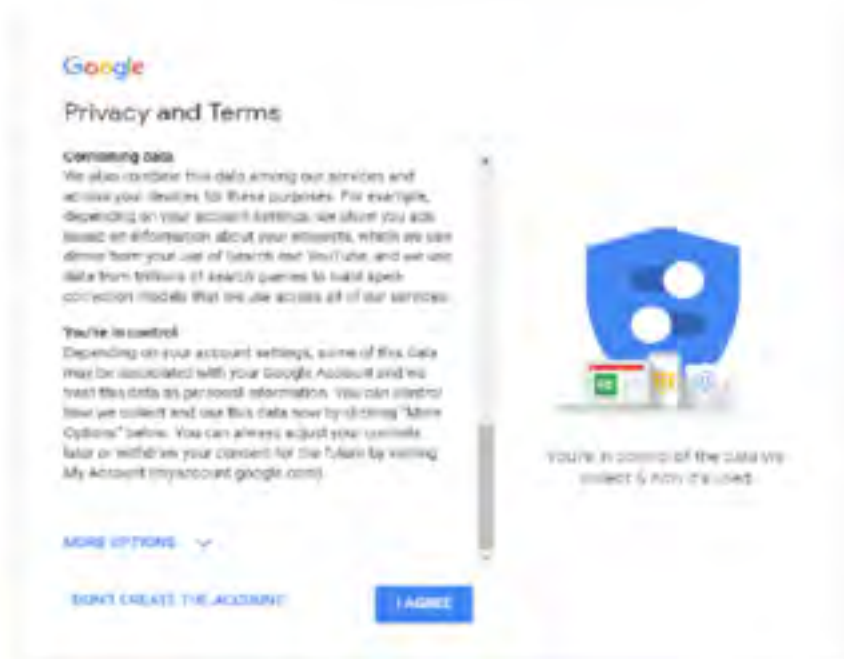 Google
Privacy and Terms
Combining data
We also combine this data among our services and
across your devices for these purposes. For example,
depending on your account settings, we show you ads
based on information about your interests, which we can
derive from your use of Search and YouTube, and we use
data from trillions of search queries to build spell-
correction models that we use across all of our services.
You're in control
Depending on your account settings, some of this data
may be associated with your Google Account and we
treat this data as personal information. You can control
how we collect and use this data now by clicking "More
Options" below. You can always adjust your controls
later or withdraw your consent for the future by visiting
My Account (myaccount.google.com).
MORE OPTIONS
DON'T CREATE THE ACCOUNT
I AGREE
You're in control of the data we
collect & how it's used